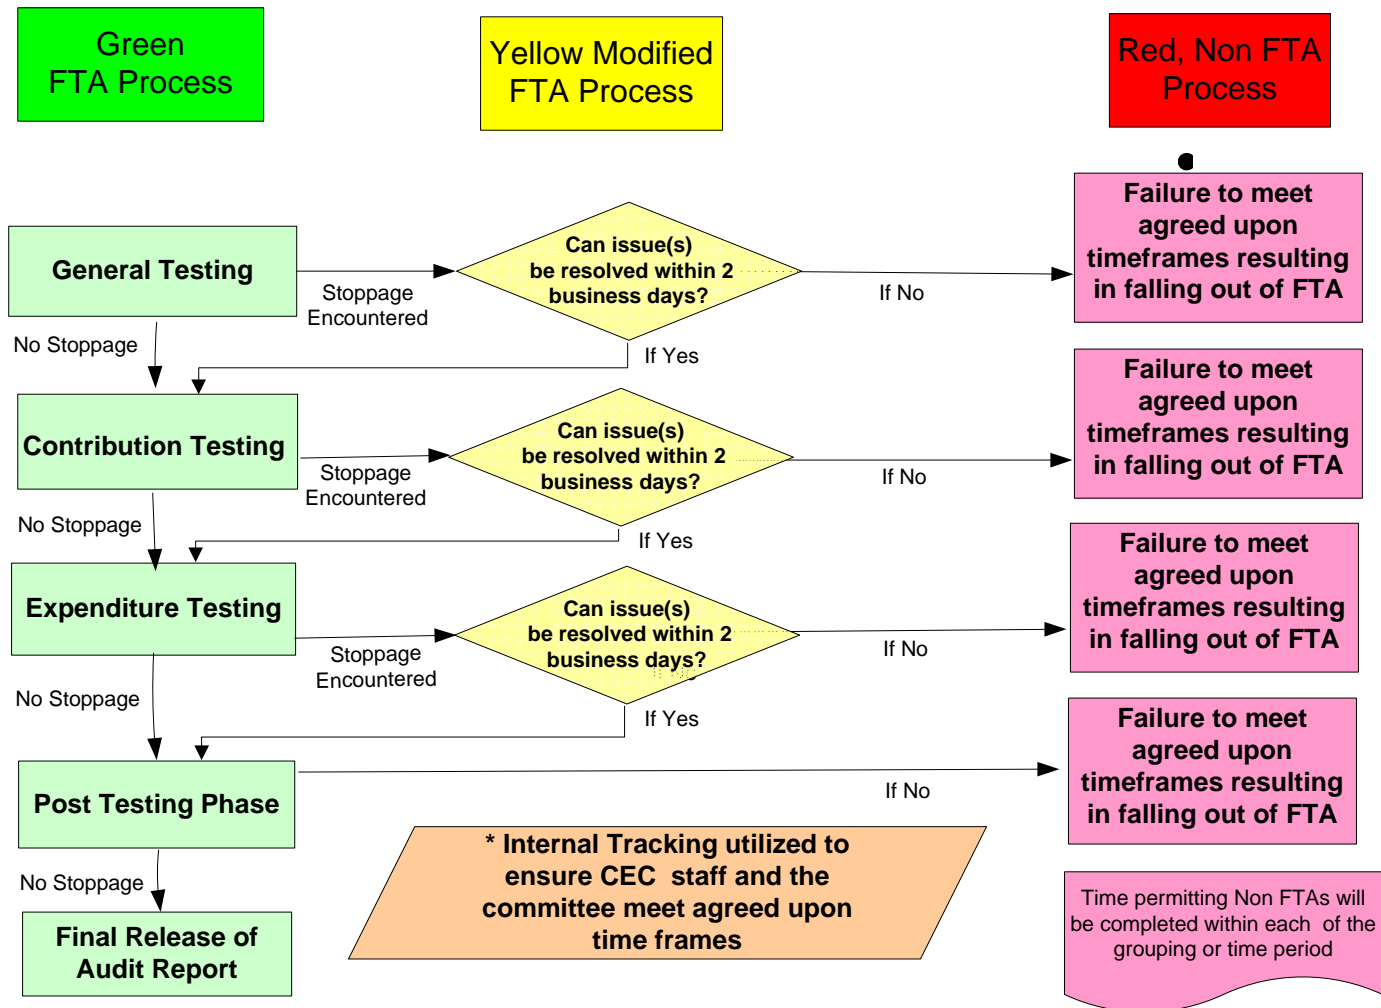 Green
FTA Process
Yellow Modified
FTA Process
Red, Non FTA
Process
General Testing
Stoppage
Encountered
Can issue(s)
be resolved within 2
business days?
If No
Failure to meet
agreed upon
timeframes resulting
in falling out of FTA
No Stoppage
If Yes
Contribution Testing
Stoppage
Encountered
Can issue(s)
be resolved within 2
business days?
If No
Failure to meet
agreed upon
timeframes resulting
in falling out of FTA
No Stoppage
If Yes
Expenditure Testing
Stoppage
Encountered
Can issue(s)
be resolved within 2
business days?
If No
Failure to meet
agreed upon
timeframes resulting
in falling out of FTA
No Stoppage
If Yes
Post Testing Phase
If No
Failure to meet
agreed upon
timeframes resulting
in falling out of FTA
No Stoppage
* Internal Tracking utilized to
ensure CEC staff and the
committee meet agreed upon
time frames
Final Release of
Audit Report
Time permitting Non FTAs will
be completed within each of the
grouping or time period